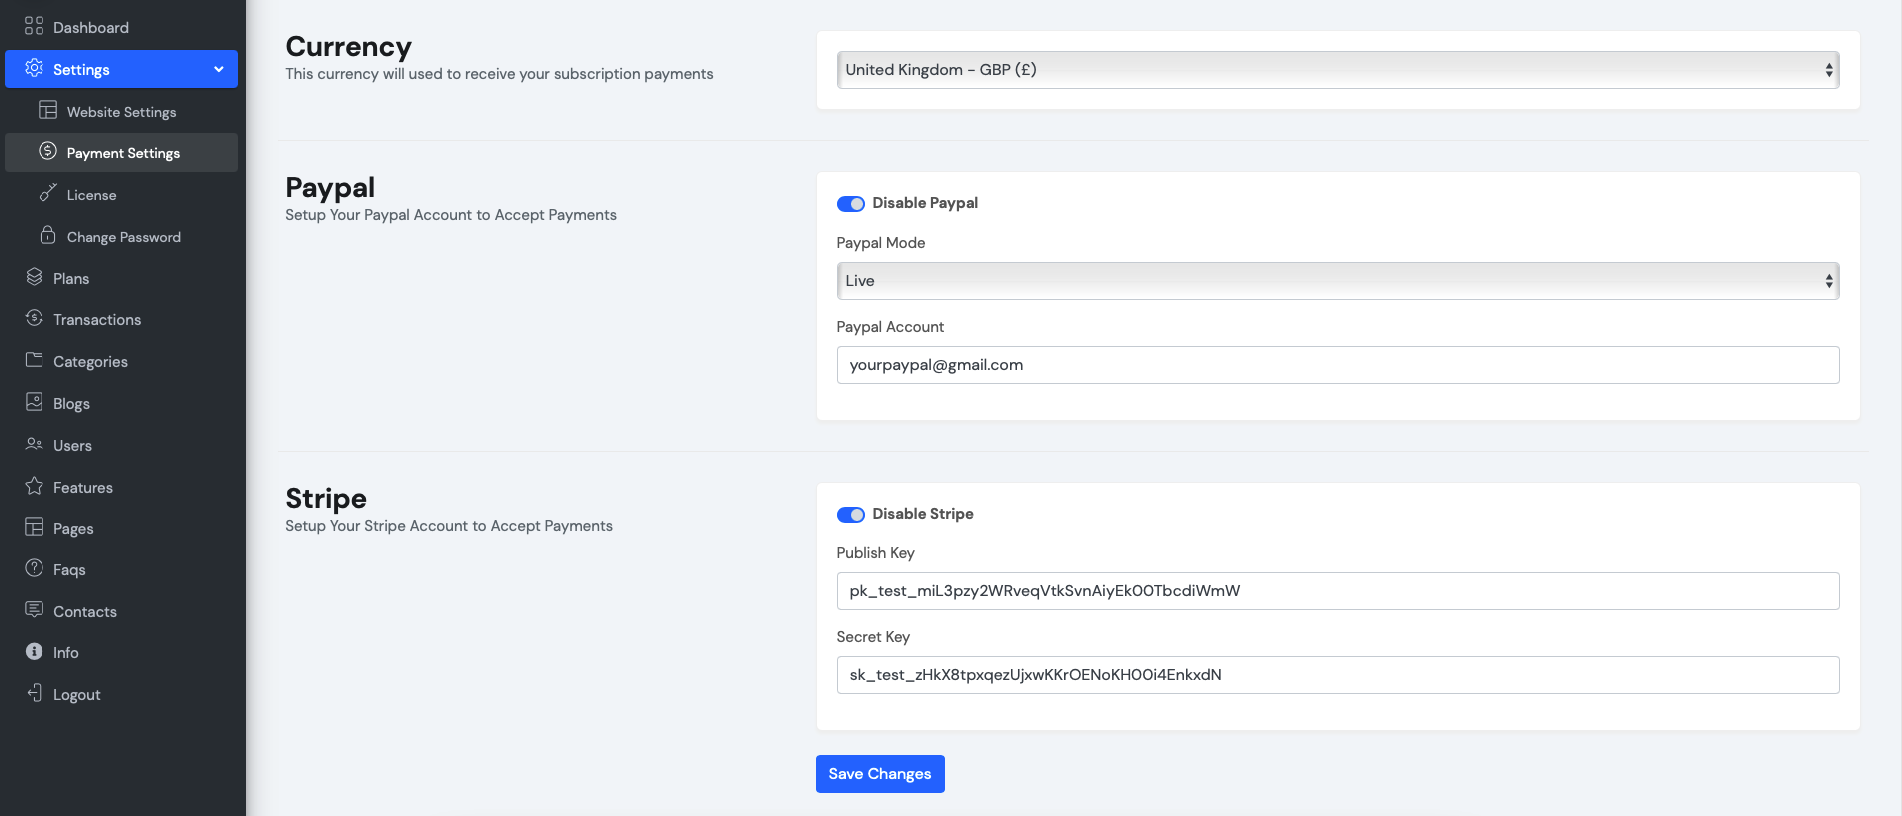 Dashboard
Settings
Website Settings
Payment Settings
License
Change Password
Plans
Transactions
Categories
Blogs
Users
Features
Pages
Faqs
Contacts
Info
Logout
Currency
This currency will used to receive your subscription payments
United Kingdom - GBP (£)
Paypal
Setup Your Paypal Account to Accept Payments
Disable Paypal
Paypal Mode
Live
Paypal Account
yourpaypal@gmail.com
Stripe
Setup Your Stripe Account to Accept Payments
Disable Stripe
Publish Key
pk_test_miL3pzy2WRveqVtkSvnAiyEk00TbcdiWmW
Secret Key
sk_test_zHkX8tpxqezUjxwKKrOENoKH00i4EnkxdN
Save Changes